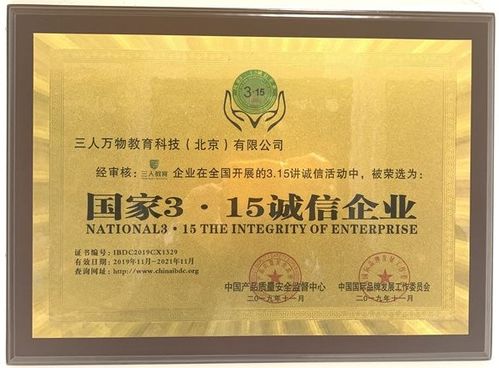 3·15
三人万物教育科技（北京）有限公司
经审核：三人教育 企业在全国开展的3.15讲诚信活动中，被荣选为：
国家3·15诚信企业
NATIONAL3·15 THE INTEGRITY OF ENTERPRISE
证书编号：IBDC2019CX1329
有效日期：2019年11月-2021年11月
查询网址：http://www.chinaibdc.org
中国产品质量安全监督中心 中国国际品牌发展工作委员会
二○一九年十一月 二○一九年十一月